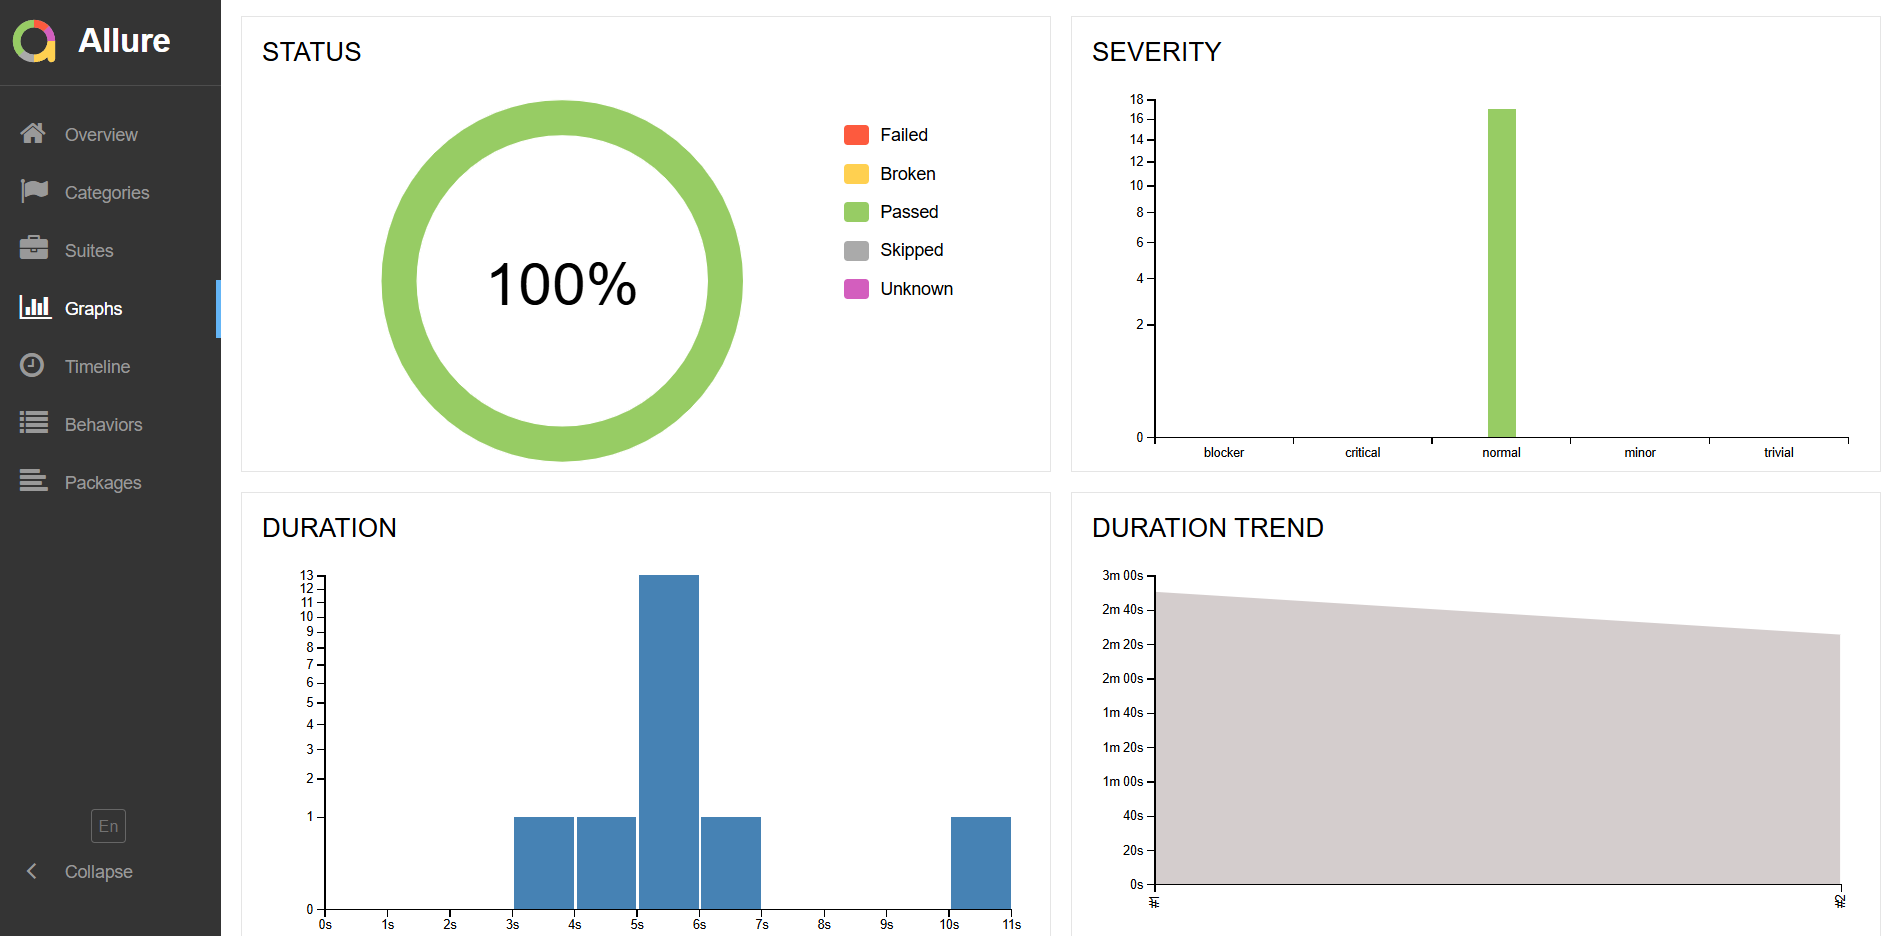 Allure
Overview
Categories
Suites
Graphs
Timeline
Behaviors
Packages
En
Collapse
STATUS
100%
Failed
Broken
Passed
Skipped
Unknown
SEVERITY
18
16
14
12
10
8
6
4
2
0
blocker critical normal minor trivial
DURATION
13
12
11
10
9
8
7
6
5
4
3
2
1
0
0s 1s 2s 3s 4s 5s 6s 7s 8s 9s 10s 11s
DURATION TREND
3m 00s
2m 40s
2m 20s
2m 00s
1m 40s
1m 20s
1m 00s
40s
20s
0s
#1 #2